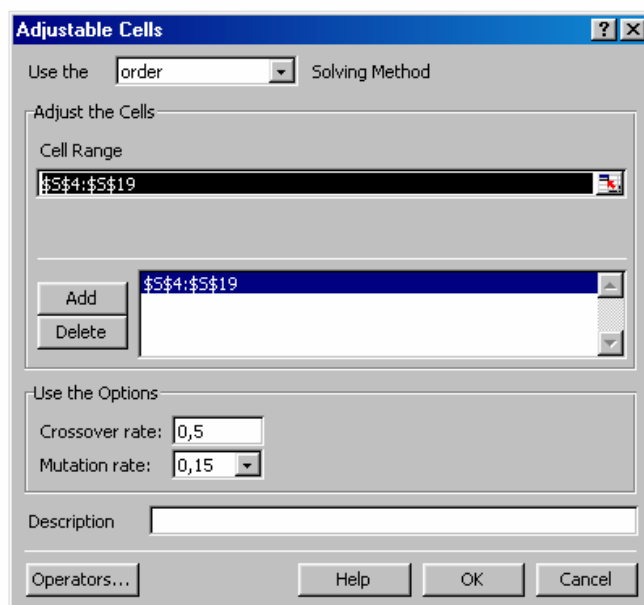 Adjustable Cells
Use the order Solving Method
Adjust the Cells
Cell Range
$S$4:$S$19
$S$4:$S$19
Add
Delete
Use the Options
Crossover rate: 0,5
Mutation rate: 0,15
Description
Operators... Help OK Cancel